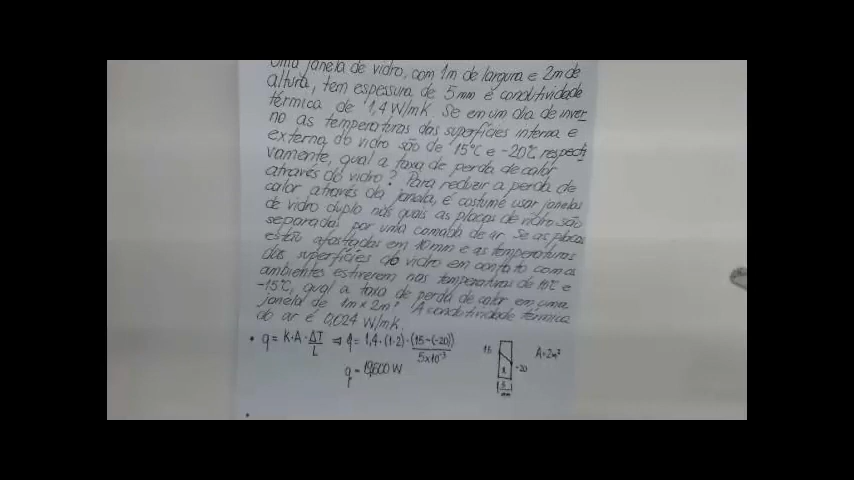 Uma janela de vidro, com 1m de largura e 2m de
altura, tem espessura de 5mm e condutividade
térmica de 1,4 W/mK. Se em um dia de inver-
no as temperaturas das superfícies interna e
externa do vidro são de 15°C e -20°C respecti-
vamente, qual a taxa de perda de calor
através do vidro? Para reduzir a perda de
calor através da janela, é costume usar janelas
de vidro duplo nas quais as placas de vidro são
separadas por uma camada de ar. Se as placas
estão afastadas em 10mm e as temperaturas
das superfícies do vidro em contato com os
ambientes estiverem nas temperaturas de 10°C e
-15°C, qual a taxa de perda de calor em uma
janela de 1m x 2m? A condutividade térmica
do ar é 0,024 W/mK.
• q = K·A·ΔT/L ⇒ q = 1,4·(1·2)·(15-(-20))/5x10⁻³
q = 19,600 W
15
-20
5
mm
A=2m²